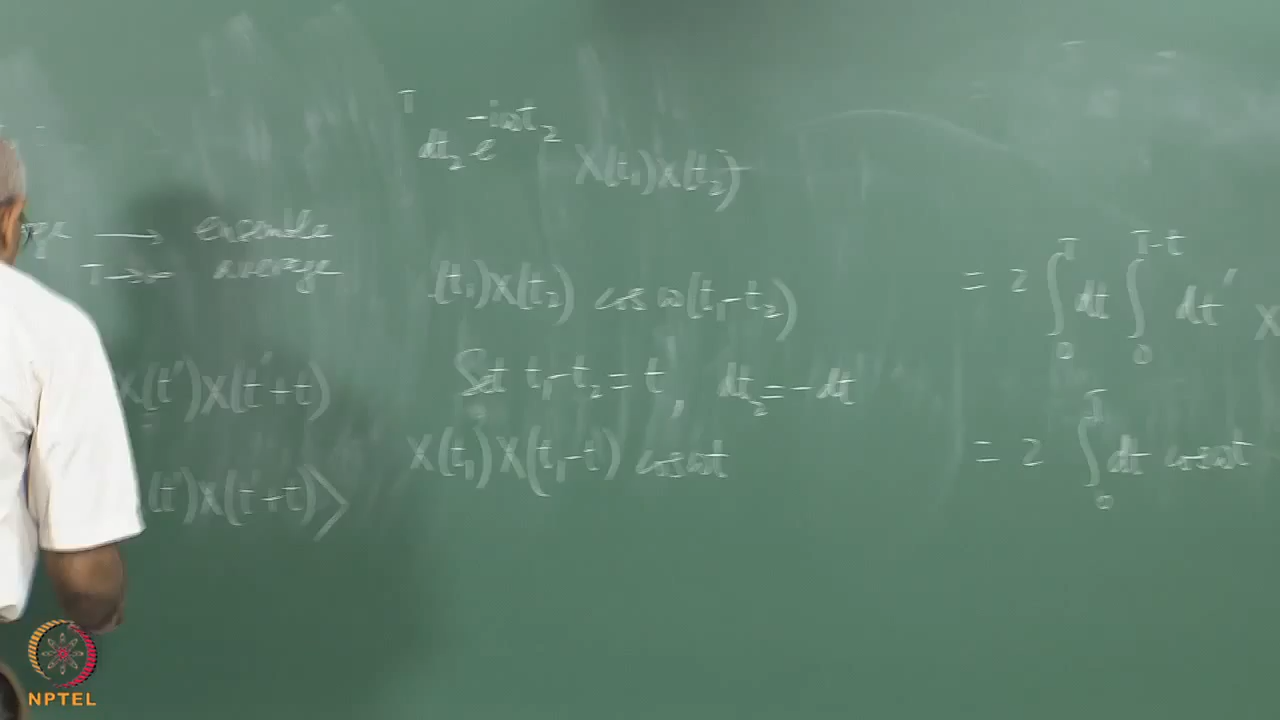 T
dt₂ e^{-iωt₂} X(t₁)X(t₂)
→ ensemble
T→∞ average
(t₁)X(t₂) cos ω(t₁-t₂)
= 2 ∫₀^T dt ∫₀^{T-t} dt' X
X(t')X(t'+t)
Set t₁-t₂ = t, dt₂ = -dt
X(t₁)X(t₁-t) cos ωt
= 2 ∫₀^T dt cos ωt
(t')X(t'+t)⟩
NPTEL